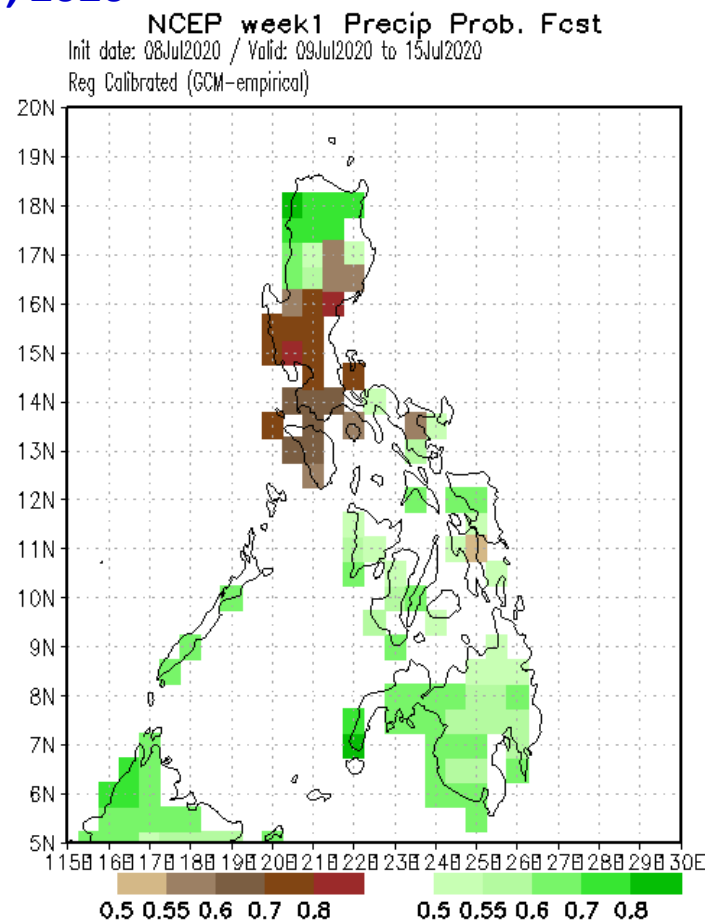 NCEP week1 Precip Prob. Fcst
Init date: 08Jul2020 / Valid: 09Jul2020 to 15Jul2020
Reg Calibrated (GCM-empirical)
20N
19N
18N
17N
16N
15N
14N
13N
12N
11N
10N
9N
8N
7N
6N
5N
115E 116E 117E 118E 119E 120E 121E 122E 123E 124E 125E 126E 127E 128E 129E 130E
0.5 0.55 0.6 0.7 0.8 0.5 0.55 0.6 0.7 0.8